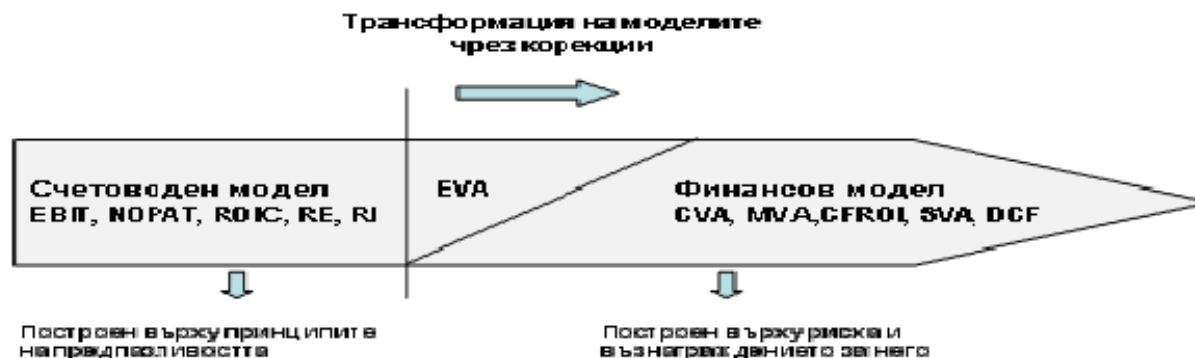 Трансформация на моделите
чрез корекции
Счетоводен модел
EBIT, NOPAT, ROIC, RE, RI
EVA
Финансов модел
CVA, MVA,CFROI, SVA, DCF
Построен върху принципите
на предпазливостта
Построен върху риска и
възнаграждението за него